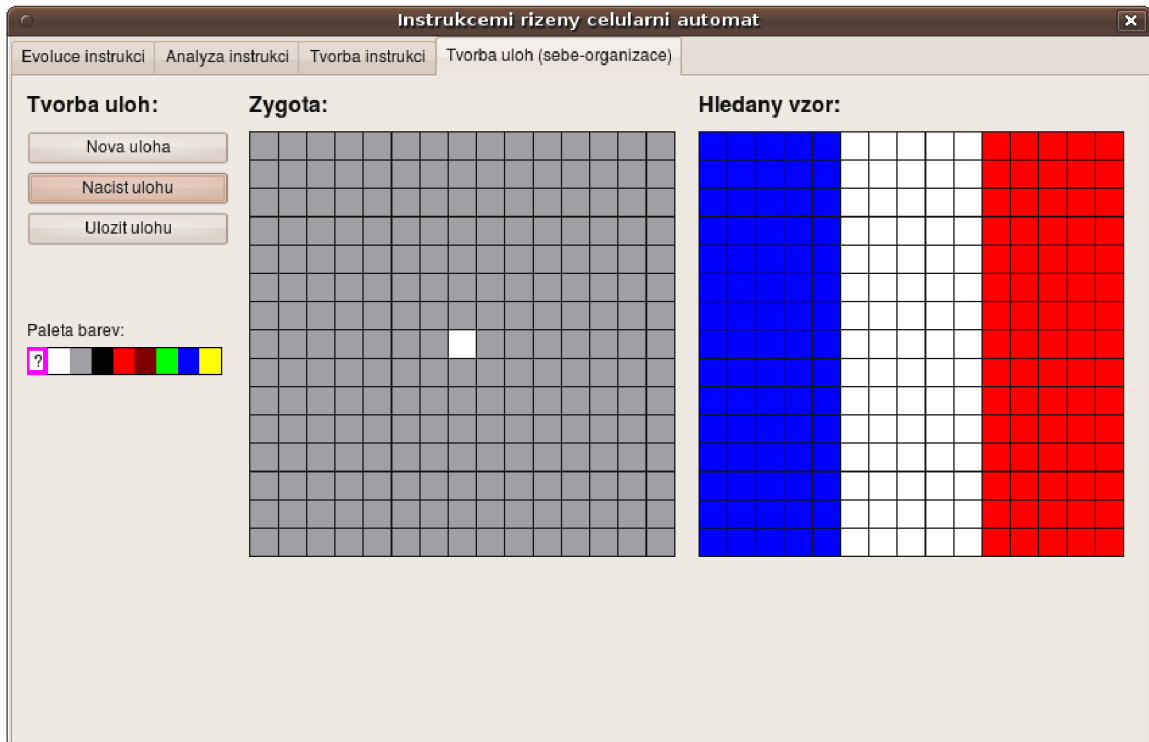 Instrukcemi rizeny celularni automat
Evoluce instrukci Analyza instrukci Tvorba instrukci Tvorba uloh (sebe-organizace)
Tvorba uloh: Zygota: Hledany vzor:
Nova uloha
Nacist ulohu
Ulozit ulohu
Paleta barev:
?